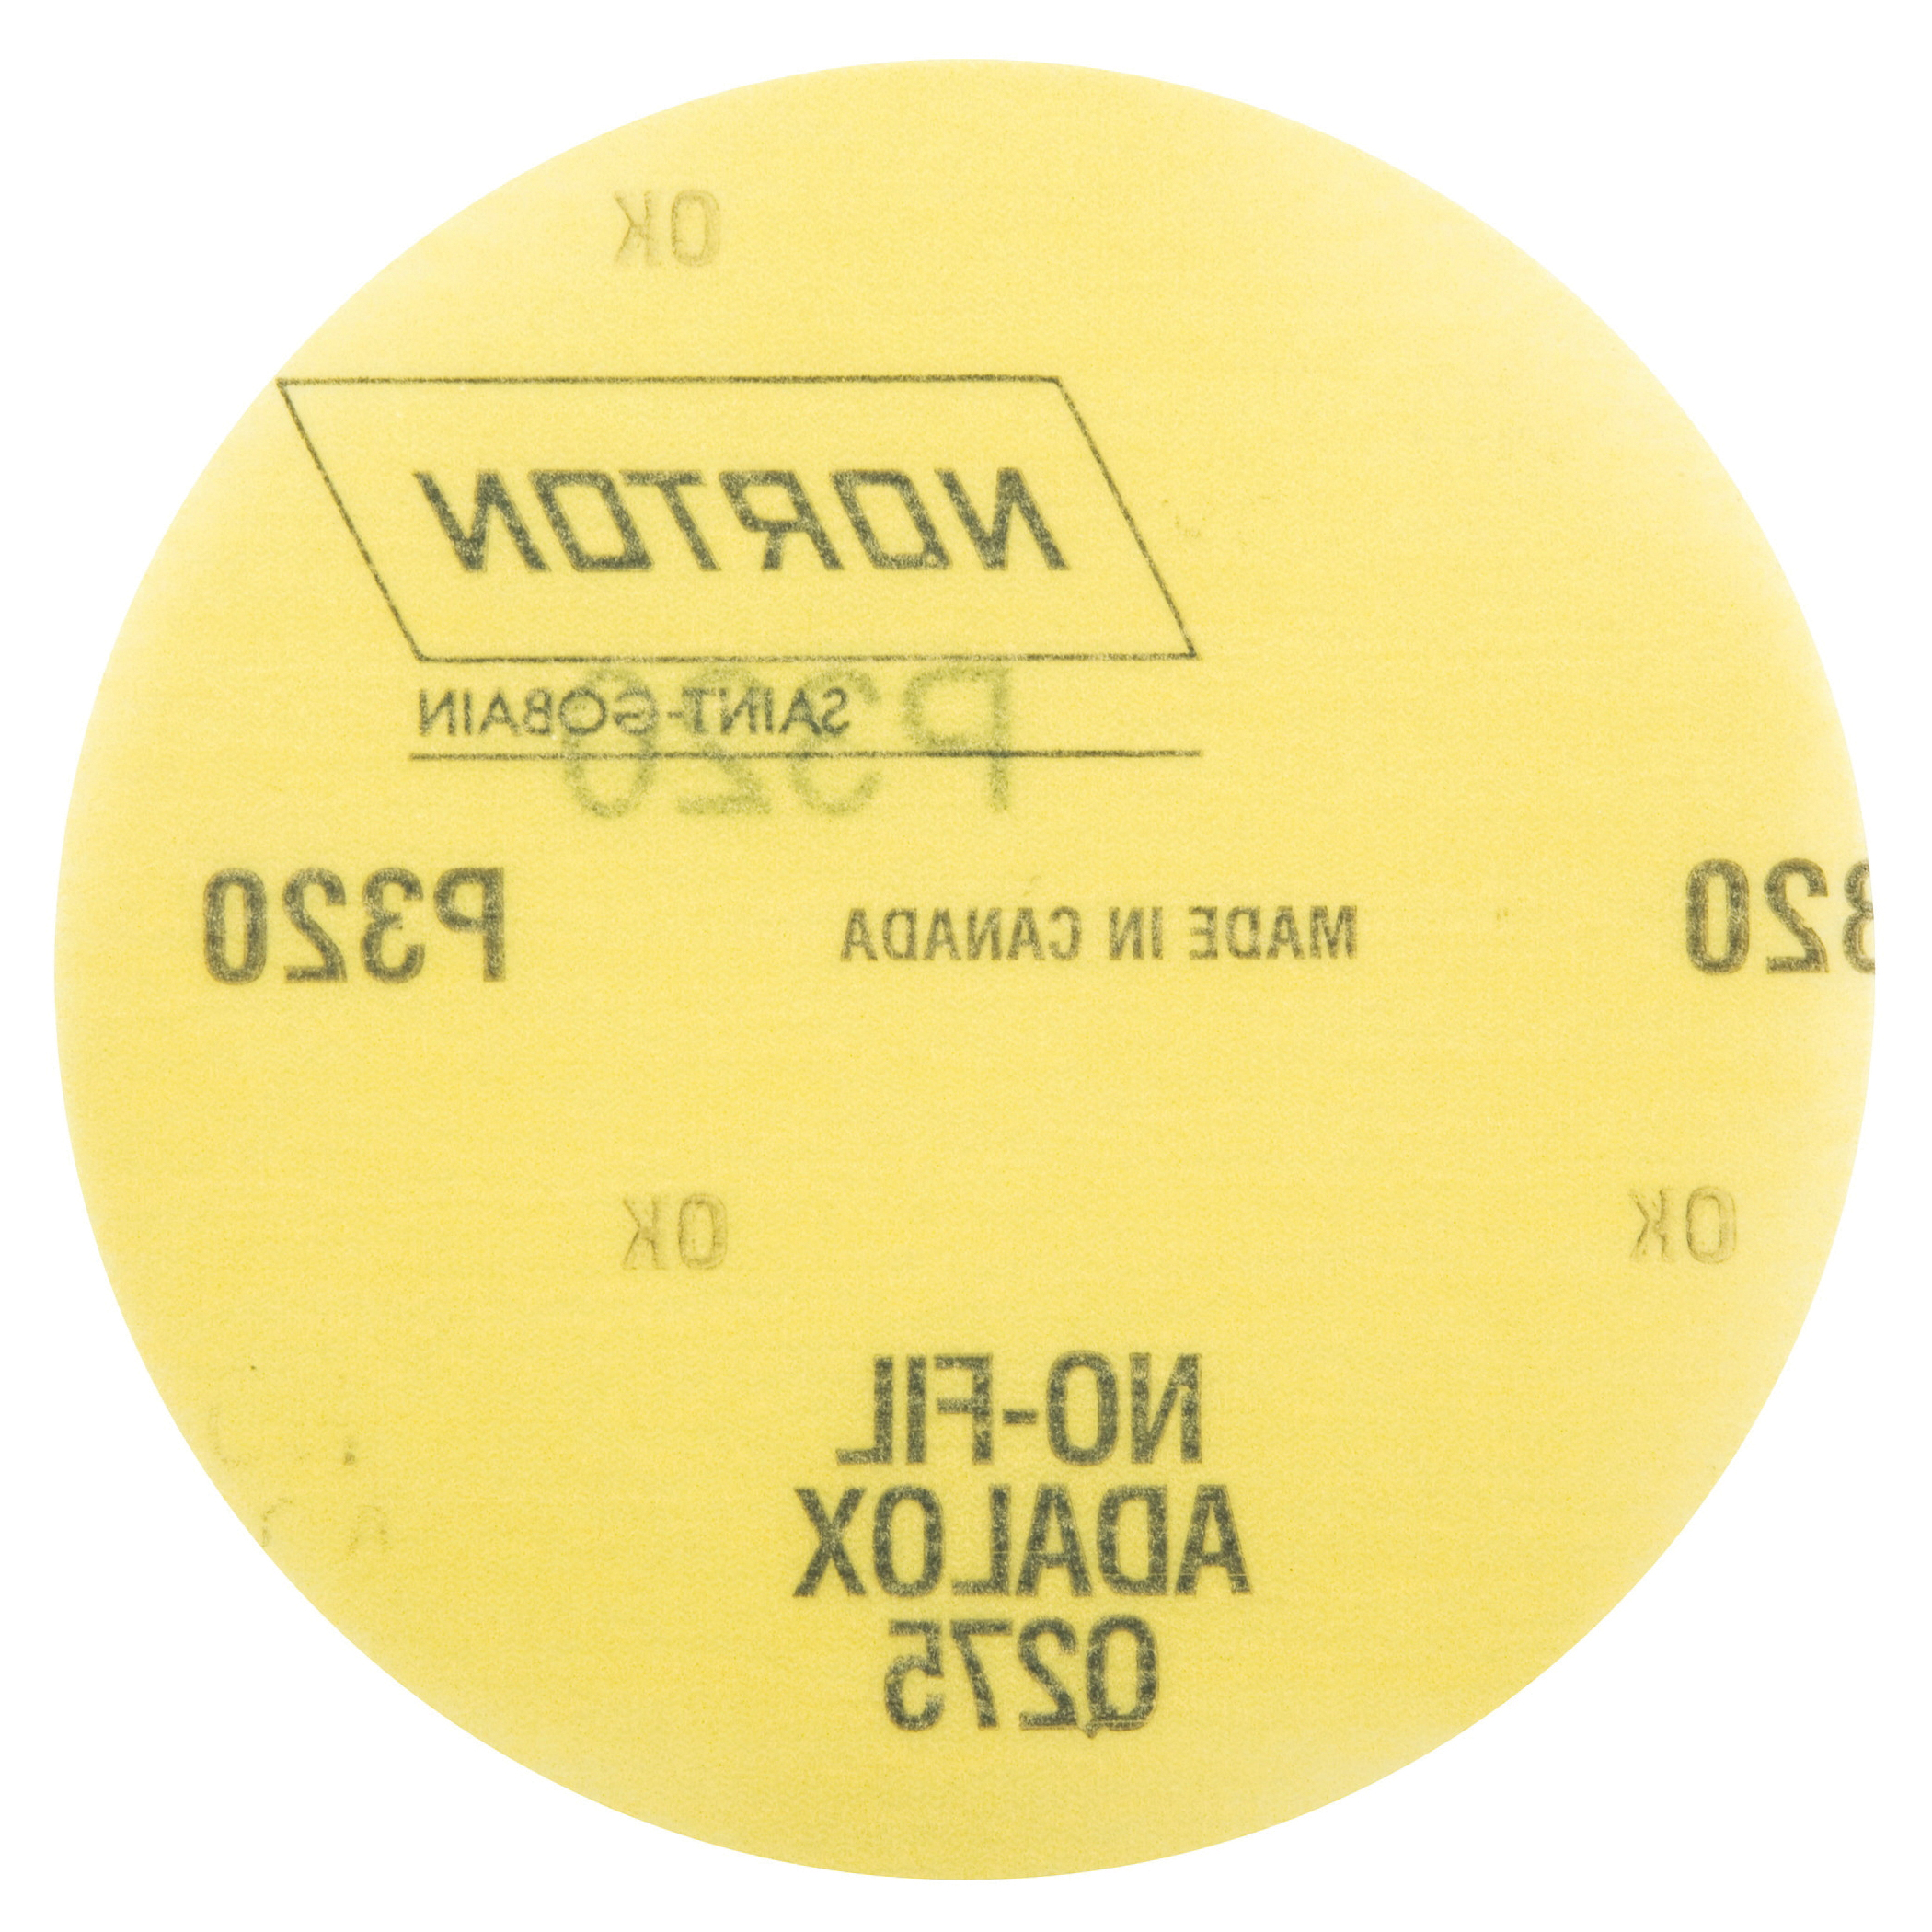 OK
NORTON
SAINT-GOBAIN
P320
P320
MADE IN CANADA
320
OK
OK
NO-FIL
ADALOX
Q275